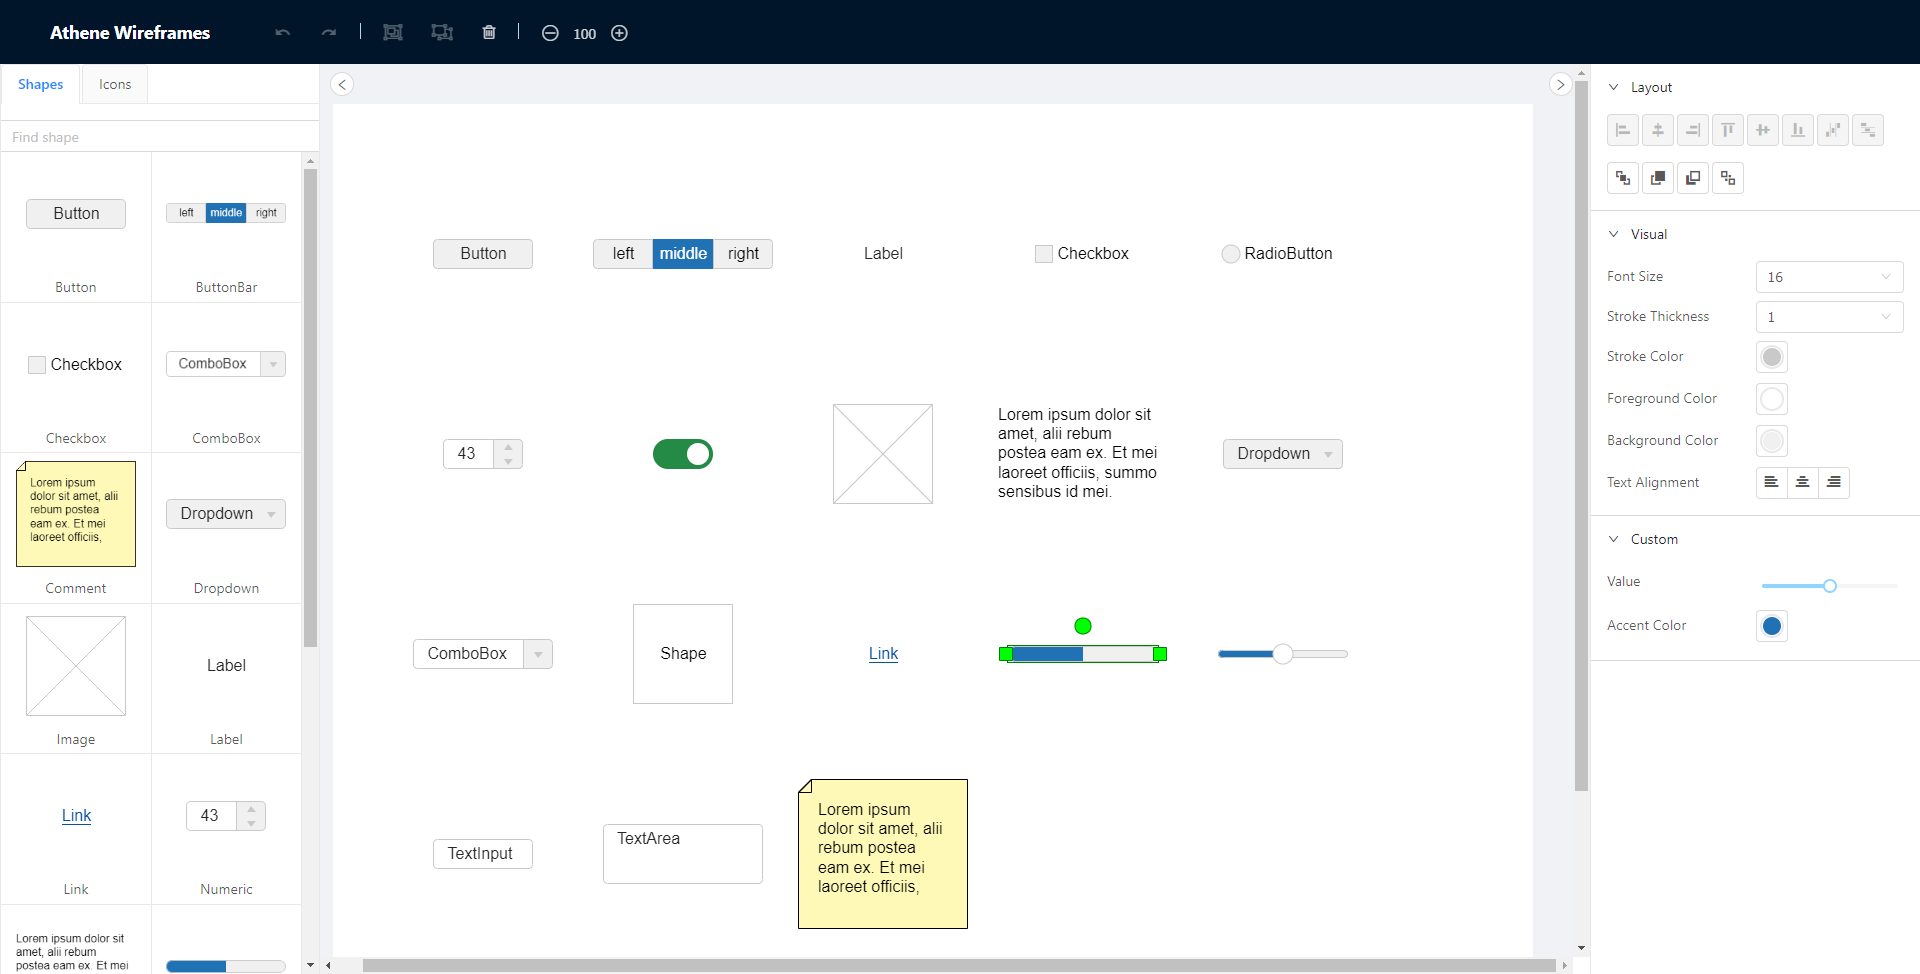 Athene Wireframes
100
Shapes
Icons
Find shape
Button
left middle right
Button
ButtonBar
Checkbox
ComboBox
Checkbox
ComboBox
Lorem ipsum
dolor sit amet, alii
rebum postea
eam ex. Et mei
laoreet officiis,
Dropdown
Comment
Dropdown
Label
Image
Label
Link
43
Link
Numeric
Lorem ipsum dolor sit
amet, alii rebum
postea eam ex. Et mei
Button
left middle right
Label
Checkbox
RadioButton
43
Lorem ipsum dolor sit
amet, alii rebum
postea eam ex. Et mei
laoreet officiis, summo
sensibus id mei.
Dropdown
ComboBox
Shape
Link
TextInput
TextArea
Lorem ipsum
dolor sit amet, alii
rebum postea
eam ex. Et mei
laoreet officiis,
Layout
Visual
Font Size
16
Stroke Thickness
1
Stroke Color
Foreground Color
Background Color
Text Alignment
Custom
Value
Accent Color